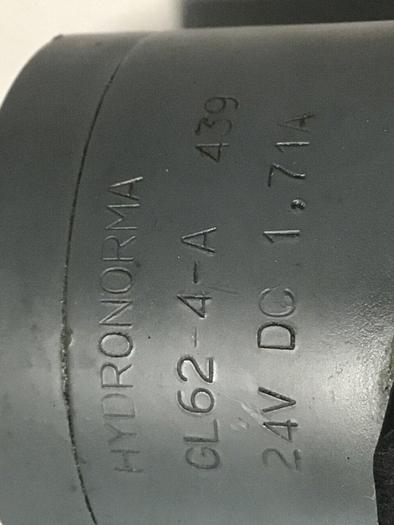 HYDRONORMA
GL62-4-A 439
24V DC 1,71A